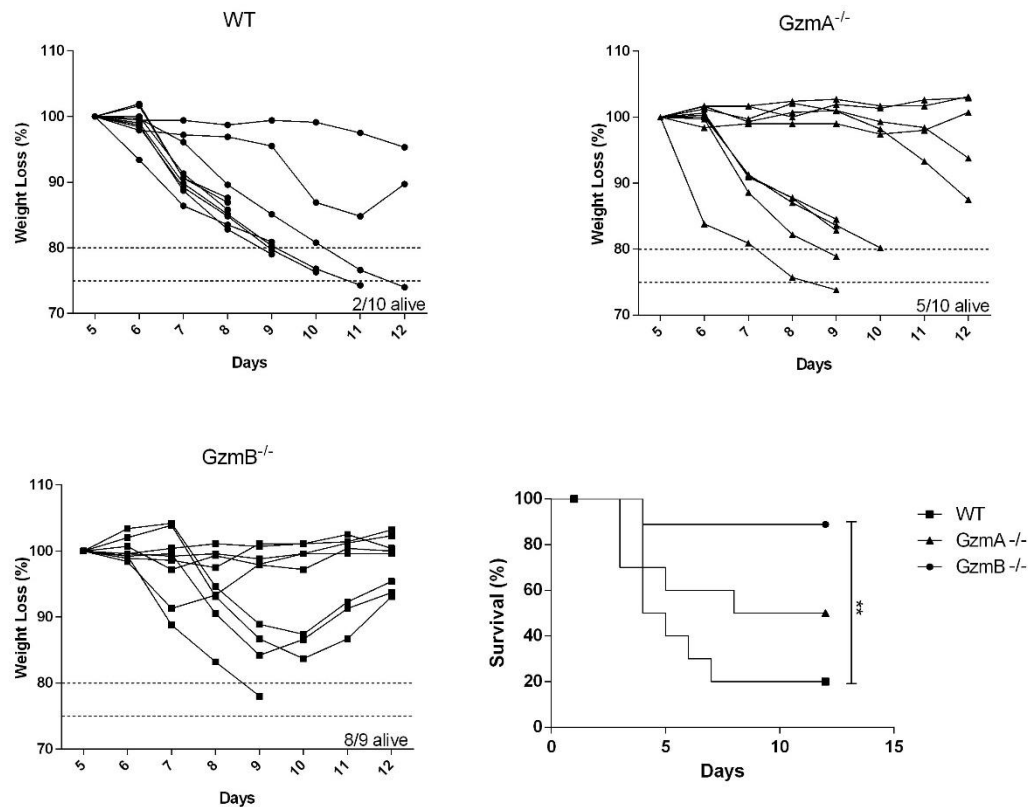 WT
110
100
90
80
70
Weight Loss (%)
2/10 alive
5 6 7 8 9 10 11 12
Days
GzmA-/-
110
100
90
80
70
Weight Loss (%)
5/10 alive
5 6 7 8 9 10 11 12
Days
GzmB-/-
110
100
90
80
70
Weight Loss (%)
8/9 alive
5 6 7 8 9 10 11 12
Days
100
80
60
40
20
0
Survival (%)
0 5 10 15
Days
**
WT
GzmA -/-
GzmB -/-